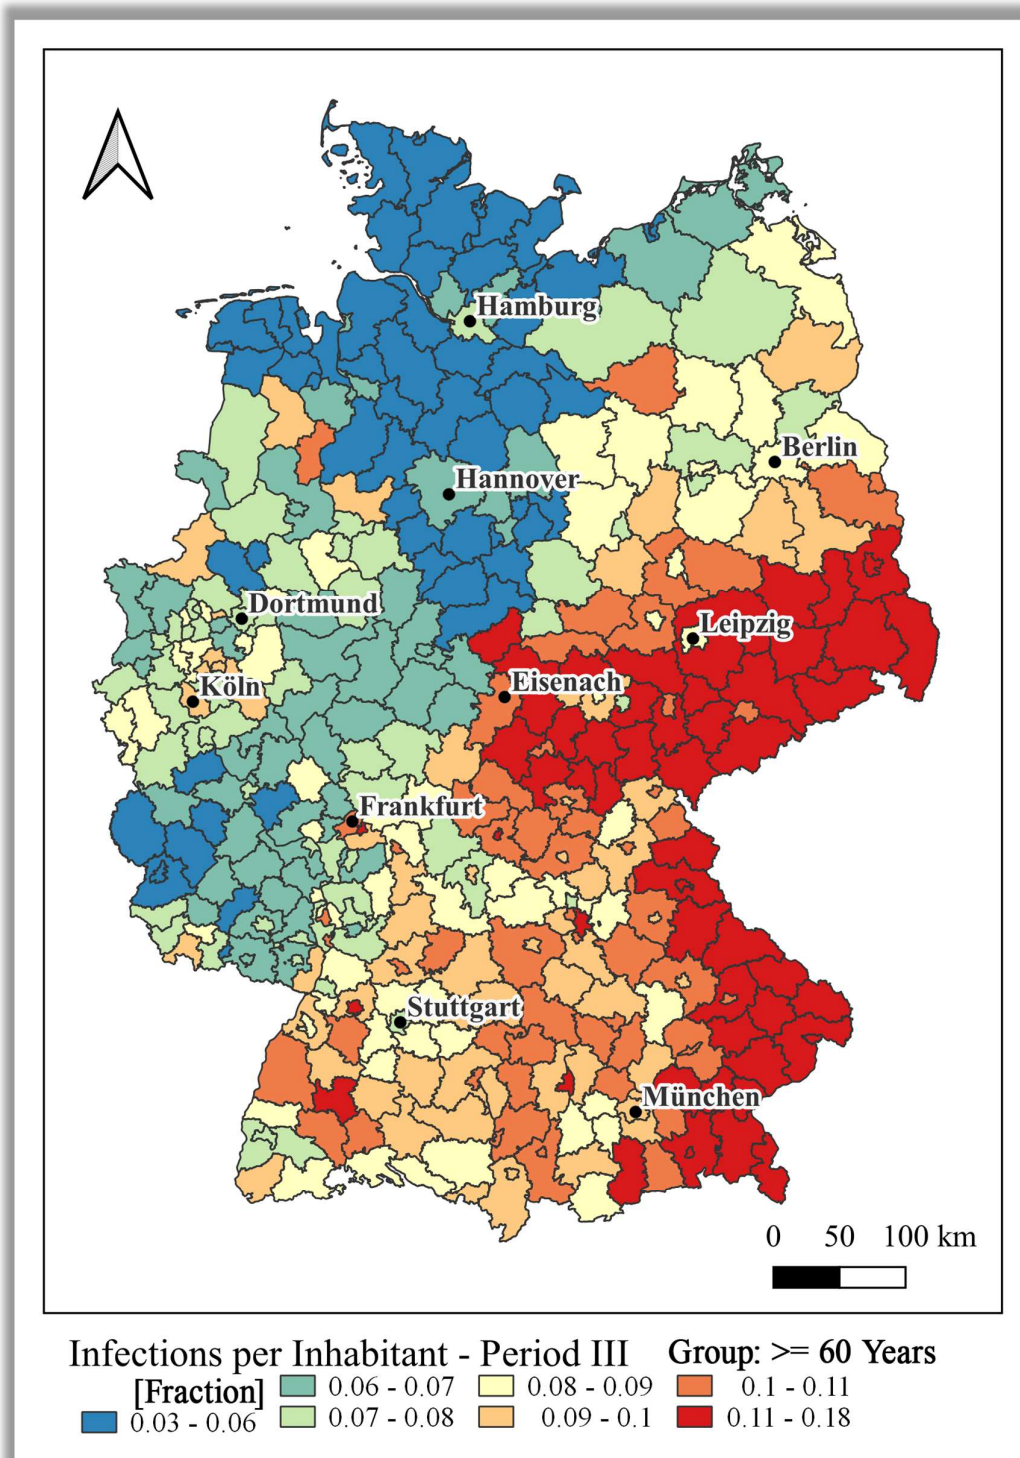 Hamburg
Berlin
Hannover
Dortmund
Leipzig
Köln
Eisenach
Frankfurt
Stuttgart
München
0 50 100 km
Infections per Inhabitant - Period III Group: >= 60 Years
[Fraction] 0.06 - 0.07 0.08 - 0.09 0.1 - 0.11
0.03 - 0.06 0.07 - 0.08 0.09 - 0.1 0.11 - 0.18